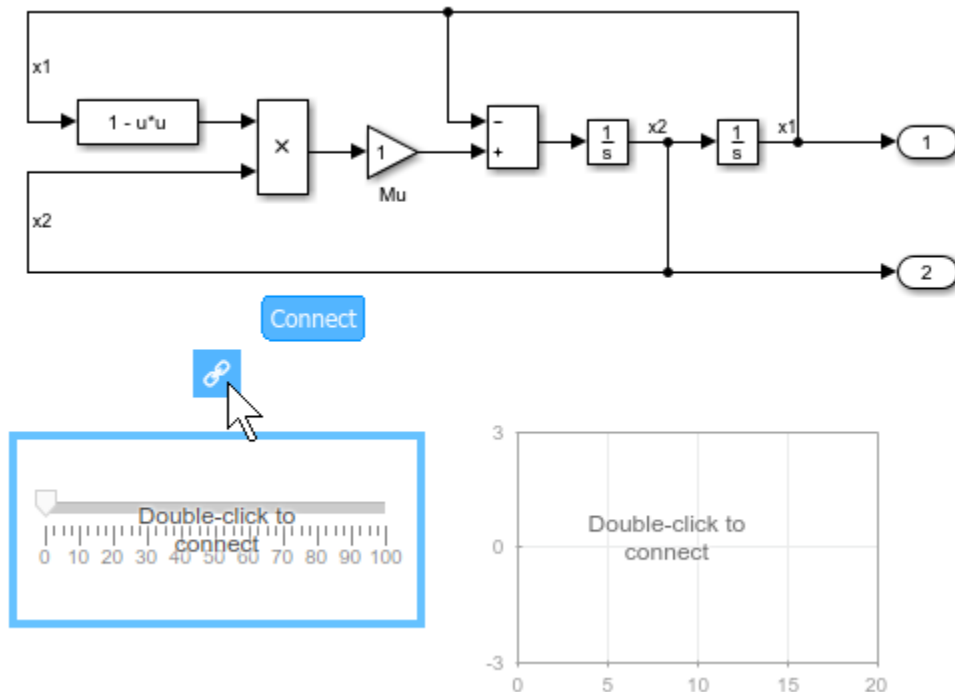 x1
1 - u*u
×
1
Mu
−
+
1
s
x2
1
s
x1
1
x2
2
Connect
Double-click to
connect
0 10 20 30 40 50 60 70 80 90 100
3
0
-3
Double-click to
connect
0 5 10 15 20